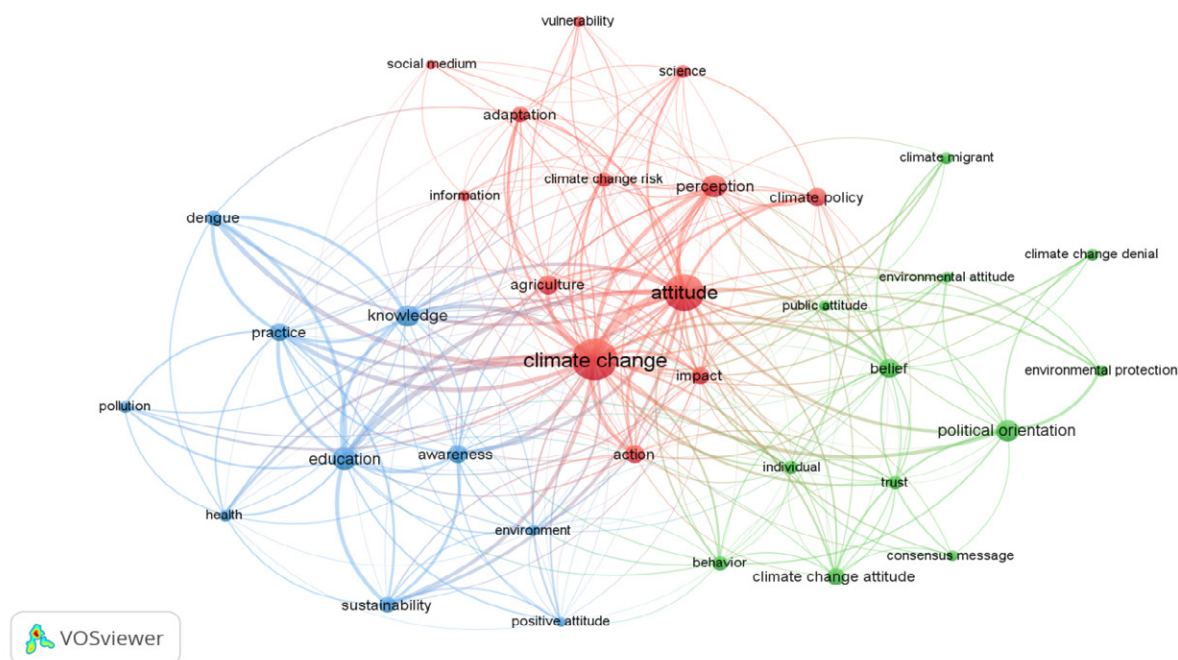 vulnerability
social medium
science
adaptation
climate migrant
climate change risk
perception
information
climate policy
dengue
climate change denial
environmental attitude
agriculture
attitude
public attitude
knowledge
practice
climate change
belief
environmental protection
impact
pollution
political orientation
education
awareness
action
individual
trust
health
environment
behavior
consensus message
climate change attitude
sustainability
positive attitude
VOSviewer